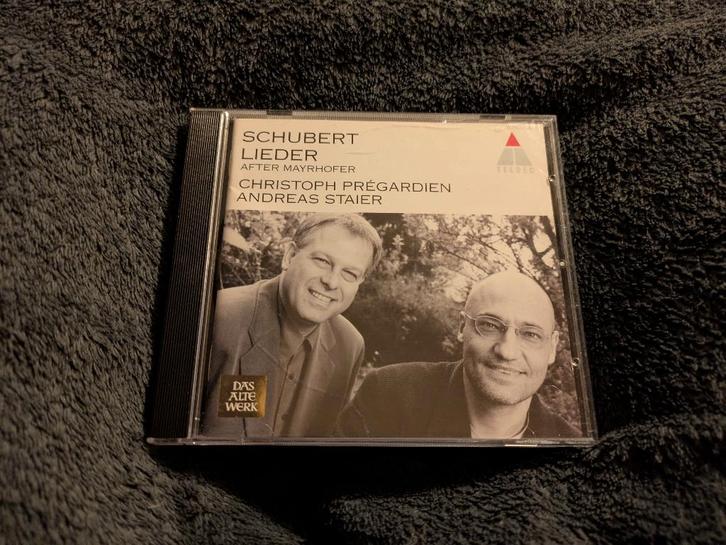 SCHUBERT
LIEDER
AFTER MAYRHOFER
CHRISTOPH PRÉGARDIEN
ANDREAS STAIER
TELDEC
DAS
ALTE
WERK